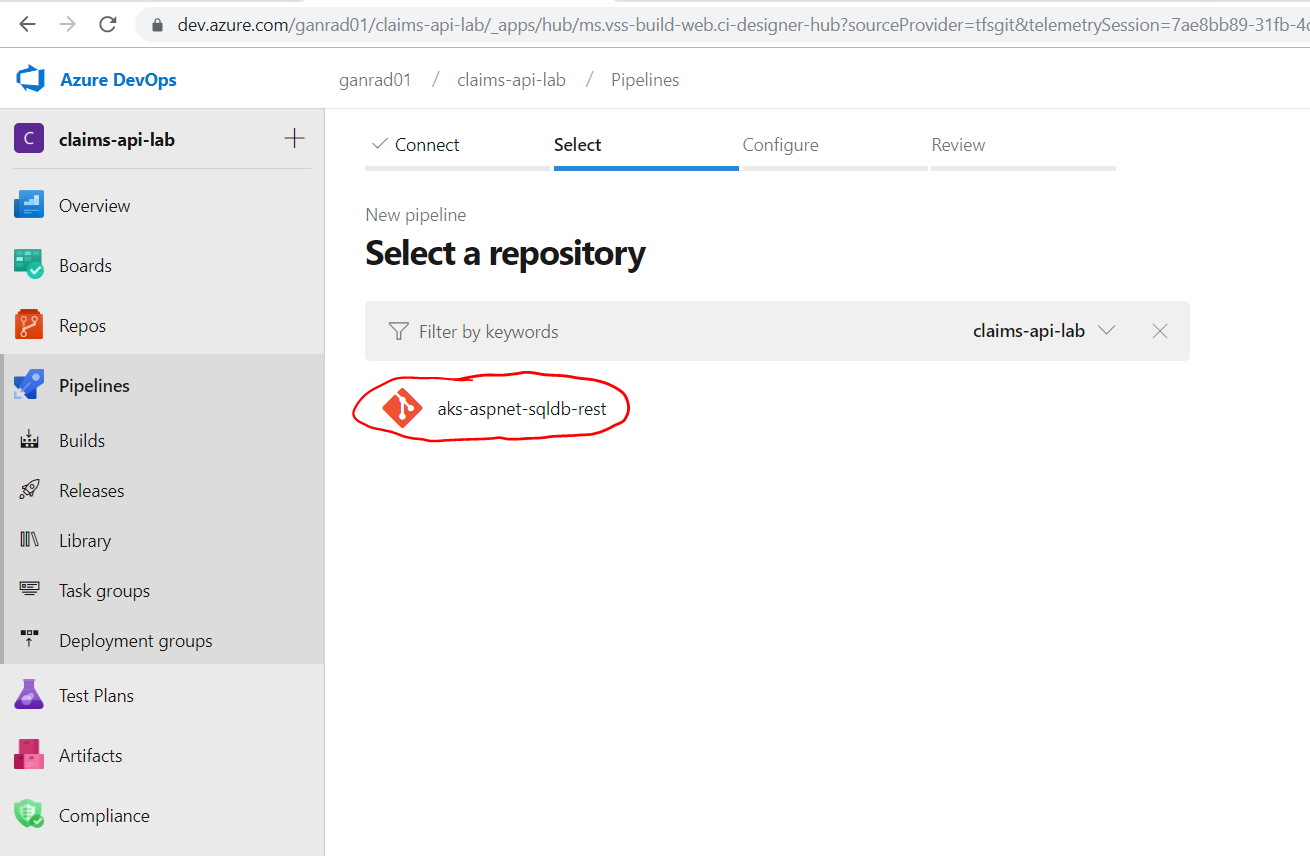 dev.azure.com/ganrad01/claims-api-lab/_apps/hub/ms.vss-build-web.ci-designer-hub?sourceProvider=tfsgit&telemetrySession=7ae8bb89-31fb-4
Azure DevOps
ganrad01 / claims-api-lab / Pipelines
C claims-api-lab
Connect Select Configure Review
Overview
New pipeline
Select a repository
Boards
Repos
Filter by keywords claims-api-lab
Pipelines
aks-aspnet-sqldb-rest
Builds
Releases
Library
Task groups
Deployment groups
Test Plans
Artifacts
Compliance